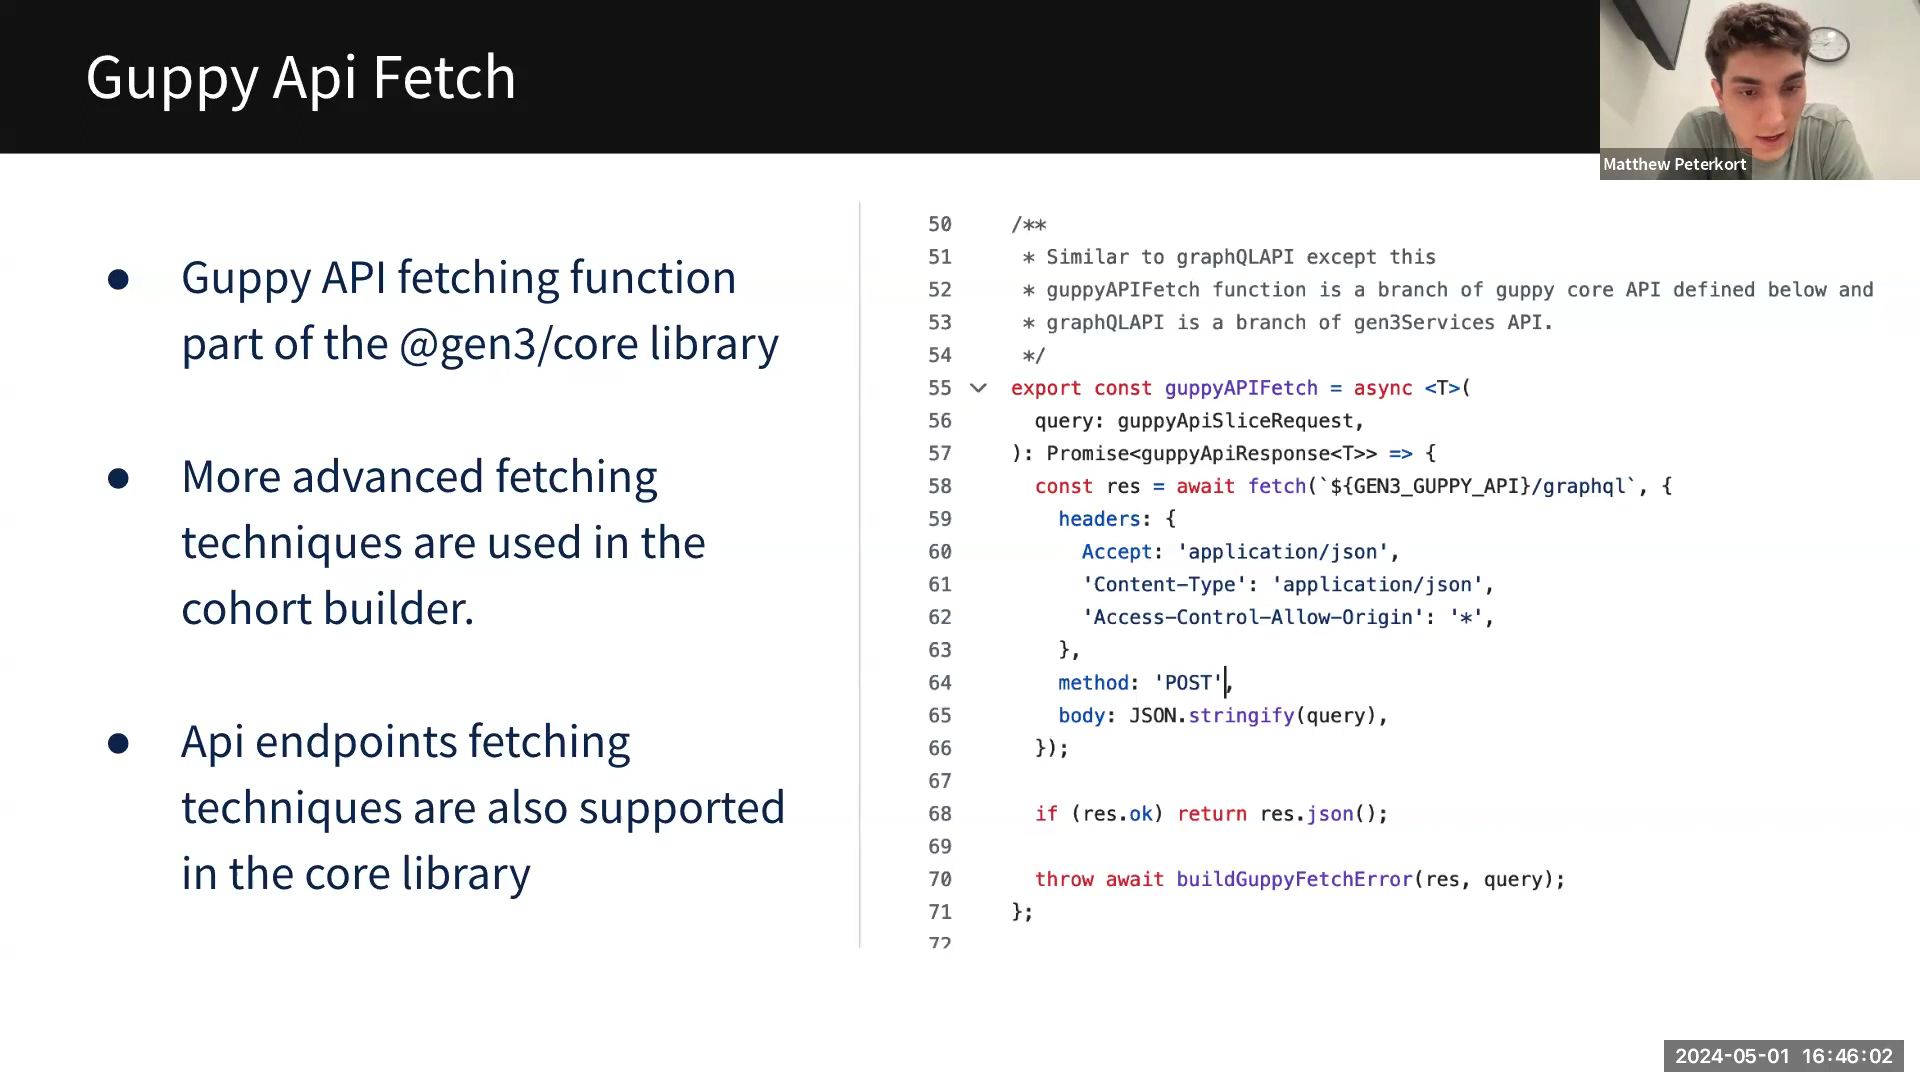 Guppy Api Fetch
Matthew Peterkort
● Guppy API fetching function
part of the @gen3/core library
● More advanced fetching
techniques are used in the
cohort builder.
● Api endpoints fetching
techniques are also supported
in the core library
50 /**
51 * Similar to graphQLAPI except this
52 * guppyAPIFetch function is a branch of guppy core API defined below and
53 * graphQLAPI is a branch of gen3Services API.
54 */
55 export const guppyAPIFetch = async <T>(
56 query: guppyApiSliceRequest,
57 ): Promise<guppyApiResponse<T>> => {
58 const res = await fetch(`${GEN3_GUPPY_API}/graphql`, {
59 headers: {
60 Accept: 'application/json',
61 'Content-Type': 'application/json',
62 'Access-Control-Allow-Origin': '*',
63 },
64 method: 'POST',
65 body: JSON.stringify(query),
66 });
67
68 if (res.ok) return res.json();
69
70 throw await buildGuppyFetchError(res, query);
71 };
72
2024-05-01 16:46:02